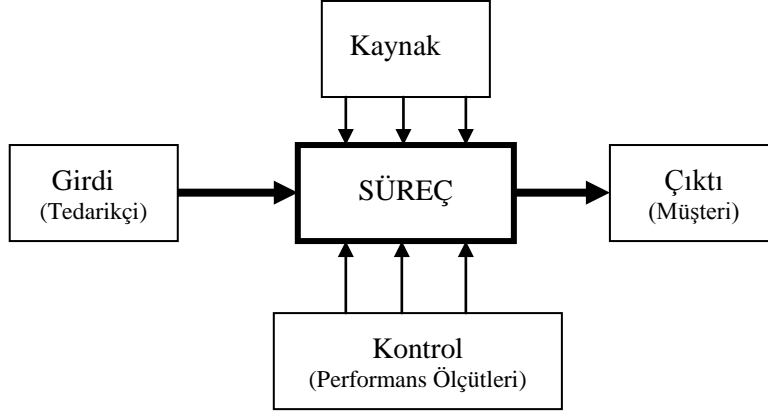 Kaynak
Girdi
(Tedarikçi)
SÜREÇ
Çıktı
(Müşteri)
Kontrol
(Performans Ölçütleri)